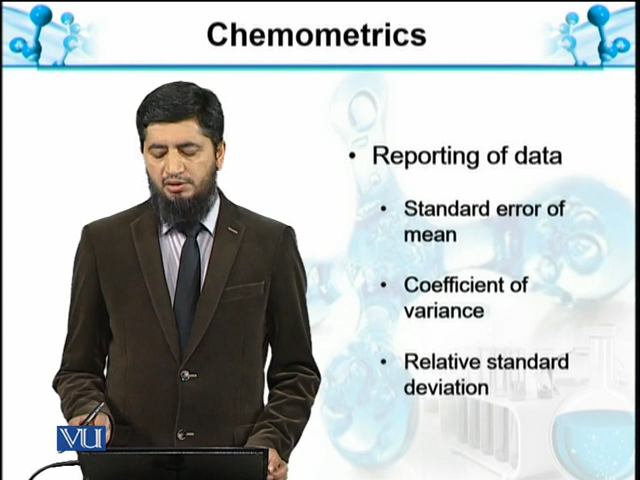 Chemometrics
• Reporting of data
• Standard error of
mean
• Coefficient of
variance
• Relative standard
deviation
VU